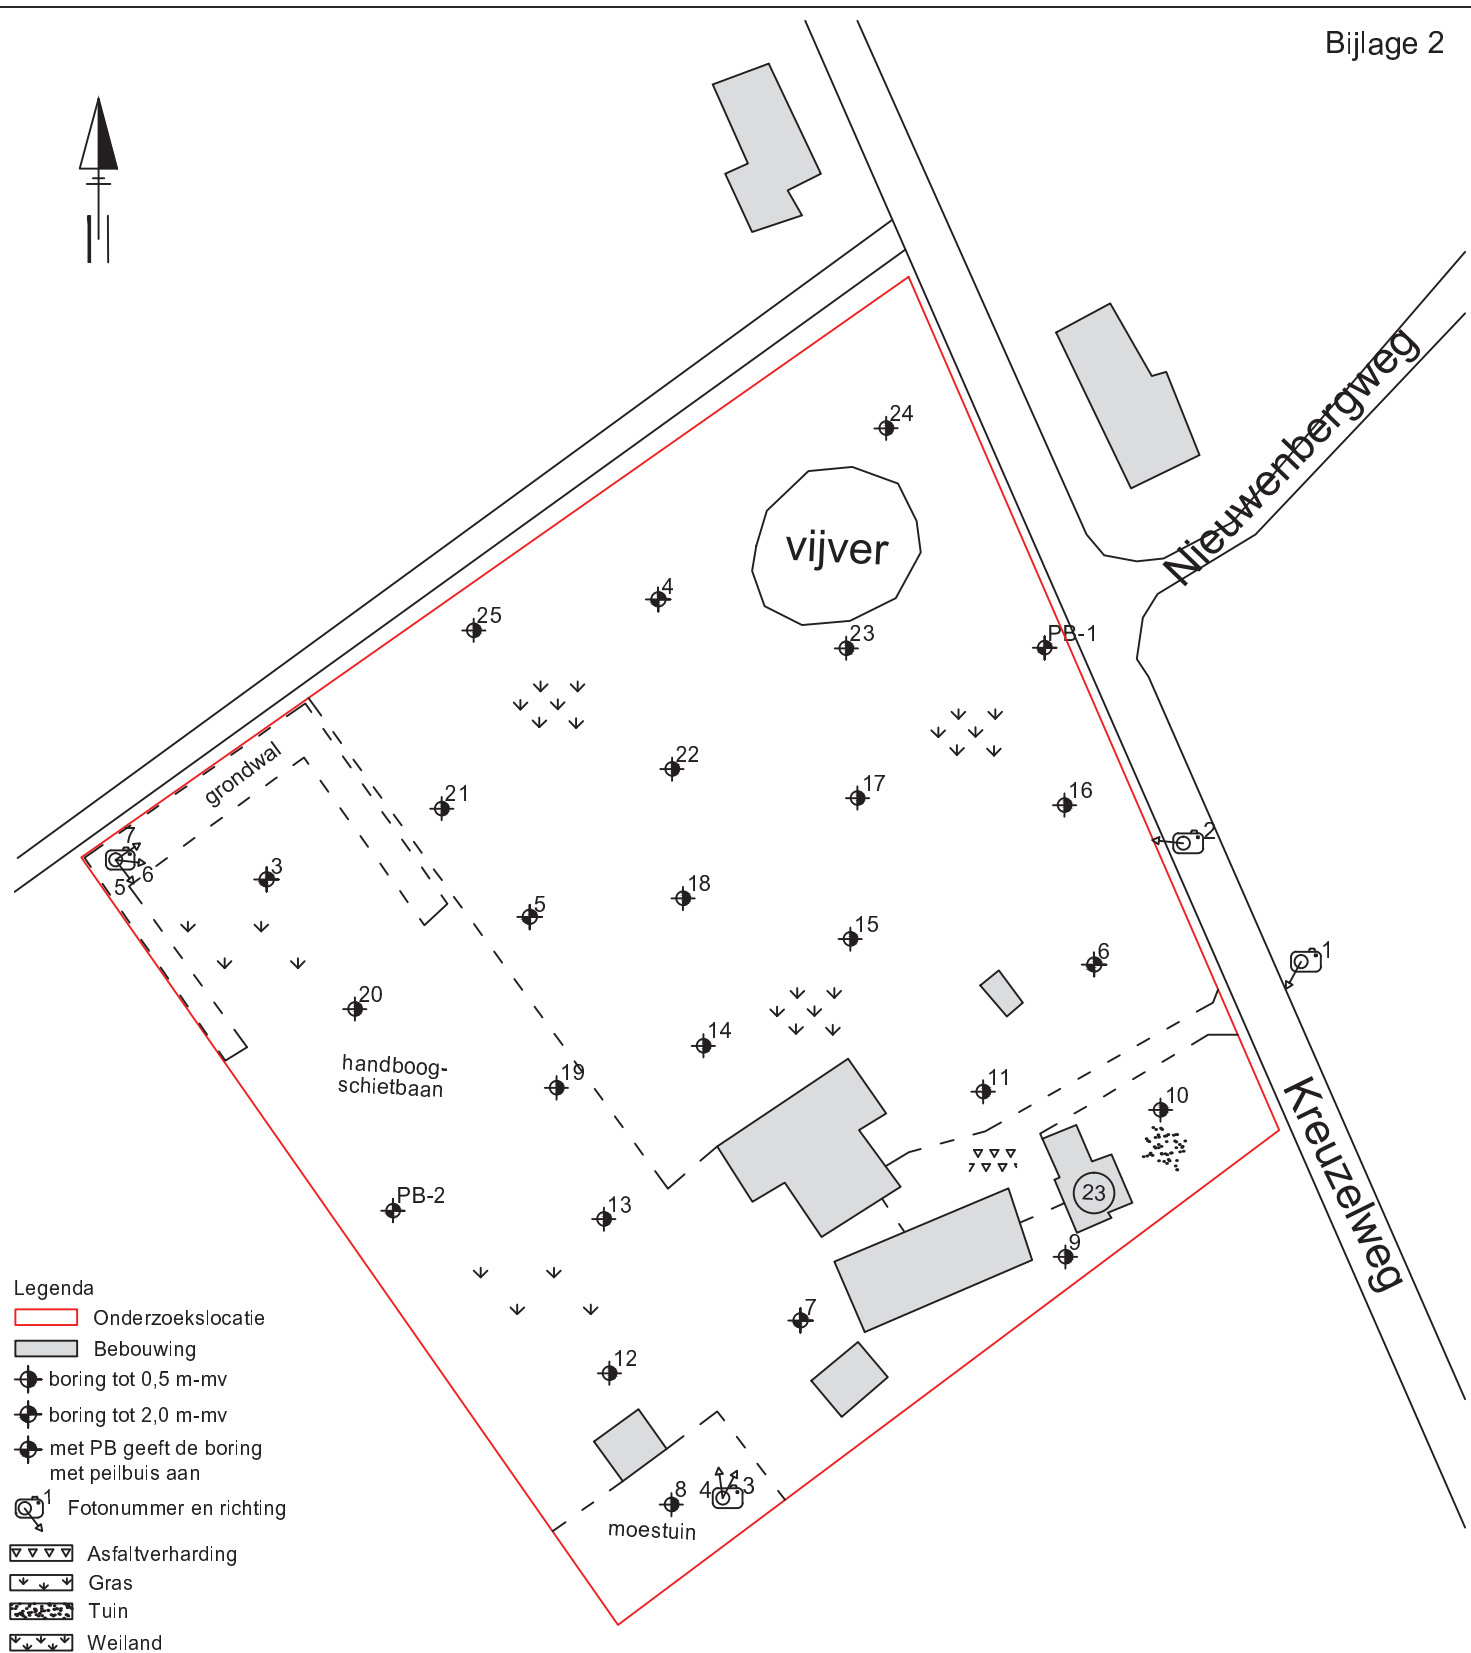 Bijlage 2
24
vijver
4
25
23
PB-1
Nieuwenbergweg
22
grondwal
21
17
16
7
2
6
5
3
5
18
15
6
1
20
14
handboog-
schietbaan
19
11
10
Kreuzelweg
PB-2
13
23
9
7
12
8
4
3
moestuin
Legenda
Onderzoekslocatie
Bebouwing
boring tot 0,5 m-mv
boring tot 2,0 m-mv
met PB geeft de boring
met peilbuis aan
1
Fotonummer en richting
Asfaltverharding
Gras
Tuin
Weiland